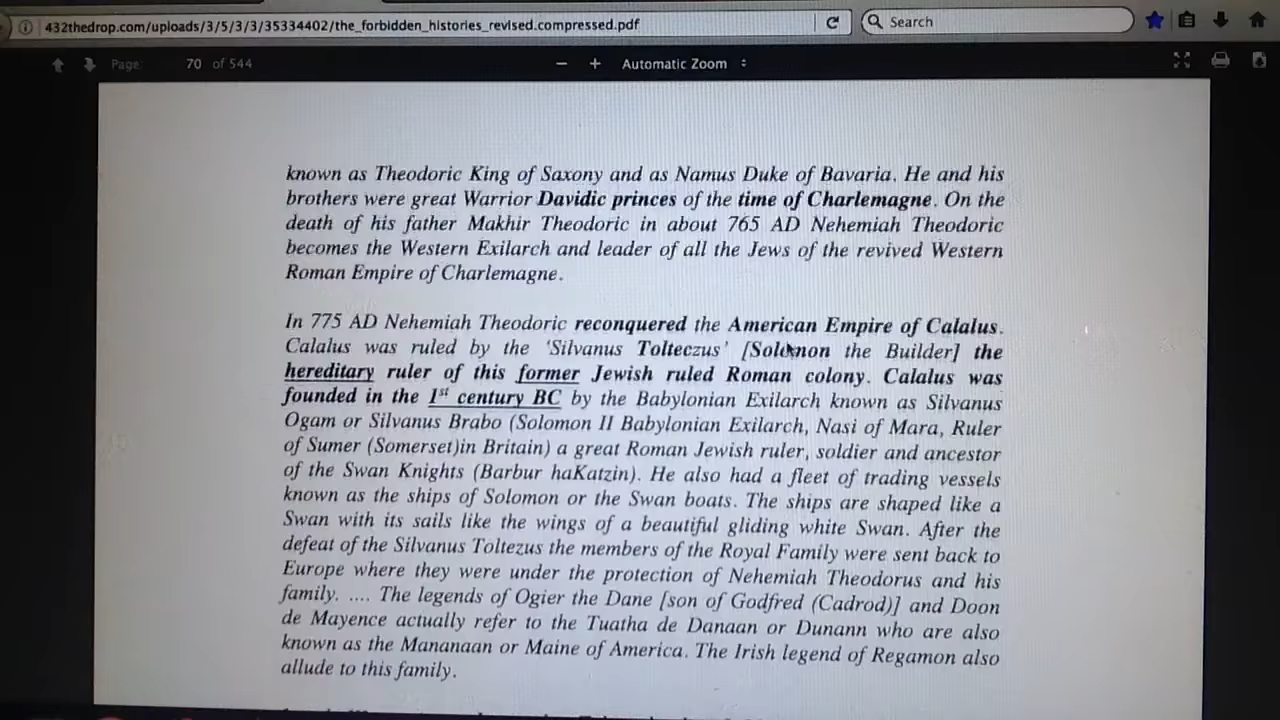 432thedrop.com/uploads/3/5/3/3/35334402/the_forbidden_histories_revised.compressed.pdf
Search
Page: 70 of 544
Automatic Zoom
known as Theodoric King of Saxony and as Namus Duke of Bavaria. He and his
brothers were great Warrior Davidic princes of the time of Charlemagne. On the
death of his father Makhir Theodoric in about 765 AD Nehemiah Theodoric
becomes the Western Exilarch and leader of all the Jews of the revived Western
Roman Empire of Charlemagne.
In 775 AD Nehemiah Theodoric reconquered the American Empire of Calalus.
Calalus was ruled by the 'Silvanus Tolteczus' [Solomon the Builder] the
hereditary ruler of this former Jewish ruled Roman colony. Calalus was
founded in the 1st century BC by the Babylonian Exilarch known as Silvanus
Ogam or Silvanus Brabo (Solomon II Babylonian Exilarch, Nasi of Mara, Ruler
of Sumer (Somerset)in Britain) a great Roman Jewish ruler, soldier and ancestor
of the Swan Knights (Barbur haKatzin). He also had a fleet of trading vessels
known as the ships of Solomon or the Swan boats. The ships are shaped like a
Swan with its sails like the wings of a beautiful gliding white Swan. After the
defeat of the Silvanus Toltezus the members of the Royal Family were sent back to
Europe where they were under the protection of Nehemiah Theodorus and his
family. .... The legends of Ogier the Dane [son of Godfred (Cadrod)] and Doon
de Mayence actually refer to the Tuatha de Danaan or Dunann who are also
known as the Mananaan or Maine of America. The Irish legend of Regamon also
allude to this family.